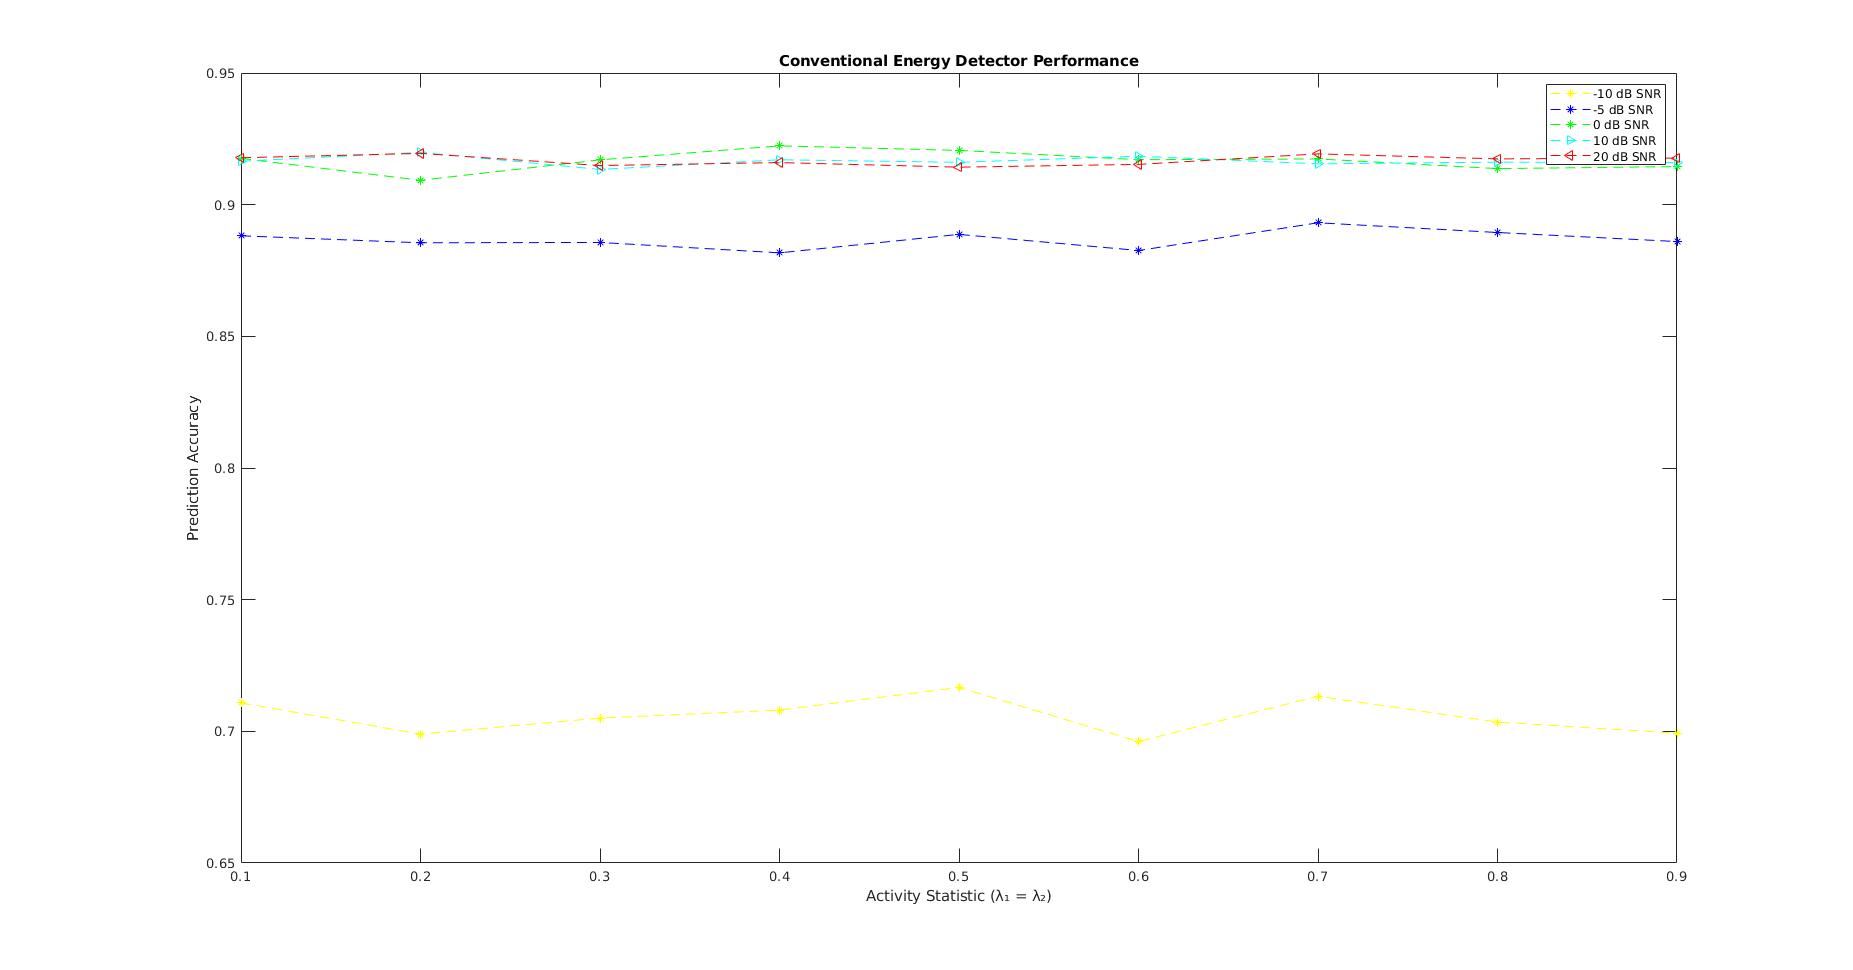 Conventional Energy Detector Performance
0.95
0.9
0.85
0.8
0.75
0.7
0.65
Prediction Accuracy
-10 dB SNR
-5 dB SNR
0 dB SNR
10 dB SNR
20 dB SNR
0.1 0.2 0.3 0.4 0.5 0.6 0.7 0.8 0.9
Activity Statistic (λ₁ = λ₂)